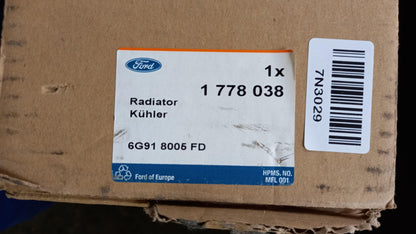 Ford
1x
1 778 038
Radiator
Kühler
6G91 8005 FD
Ford of Europe
HPMS. NO.
MFL 001
7N3029